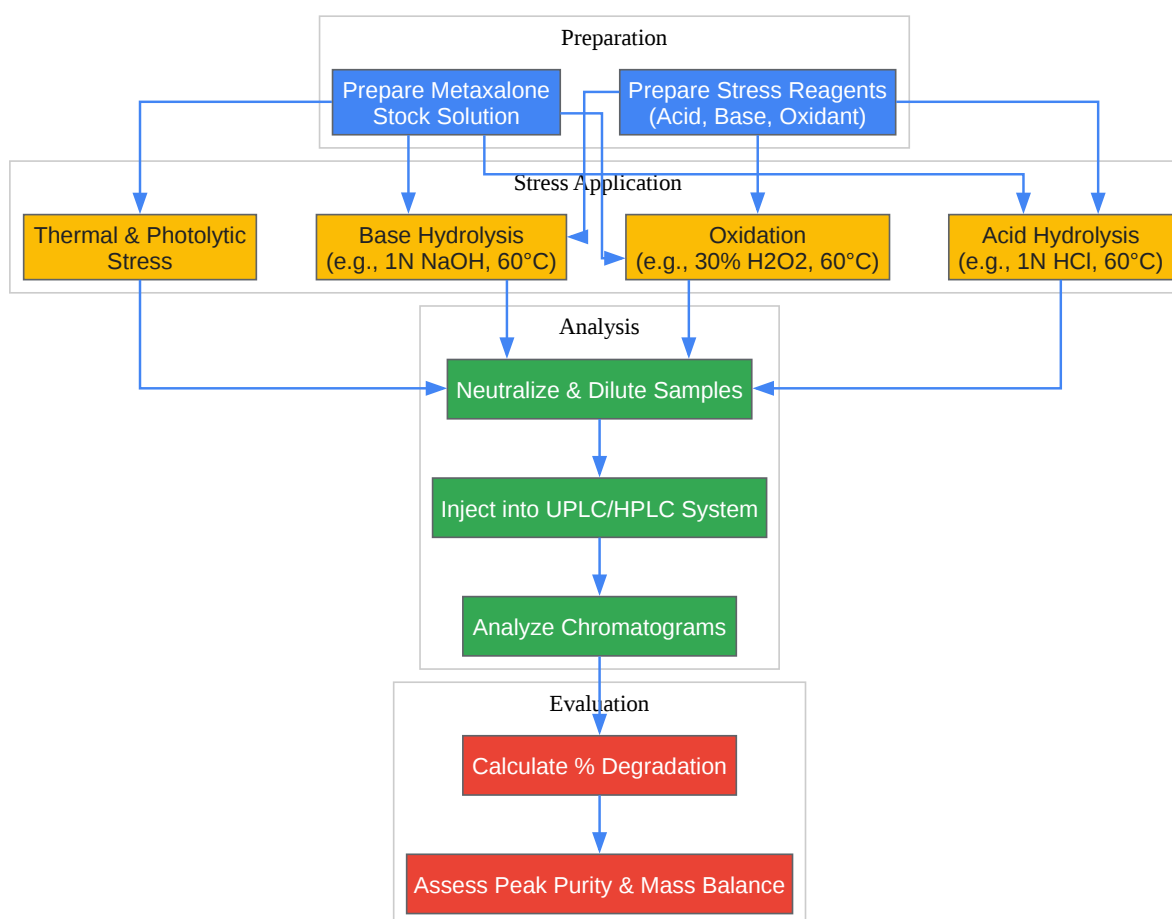 Preparation
Prepare Metaxalone
Stock Solution
Prepare Stress Reagents
(Acid, Base, Oxidant)
Stress Application
Thermal & Photolytic
Stress
Base Hydrolysis
(e.g., 1N NaOH, 60°C)
Oxidation
(e.g., 30% H2O2, 60°C)
Acid Hydrolysis
(e.g., 1N HCl, 60°C)
Analysis
Neutralize & Dilute Samples
Inject into UPLC/HPLC System
Analyze Chromatograms
Evaluation
Calculate % Degradation
Assess Peak Purity & Mass Balance